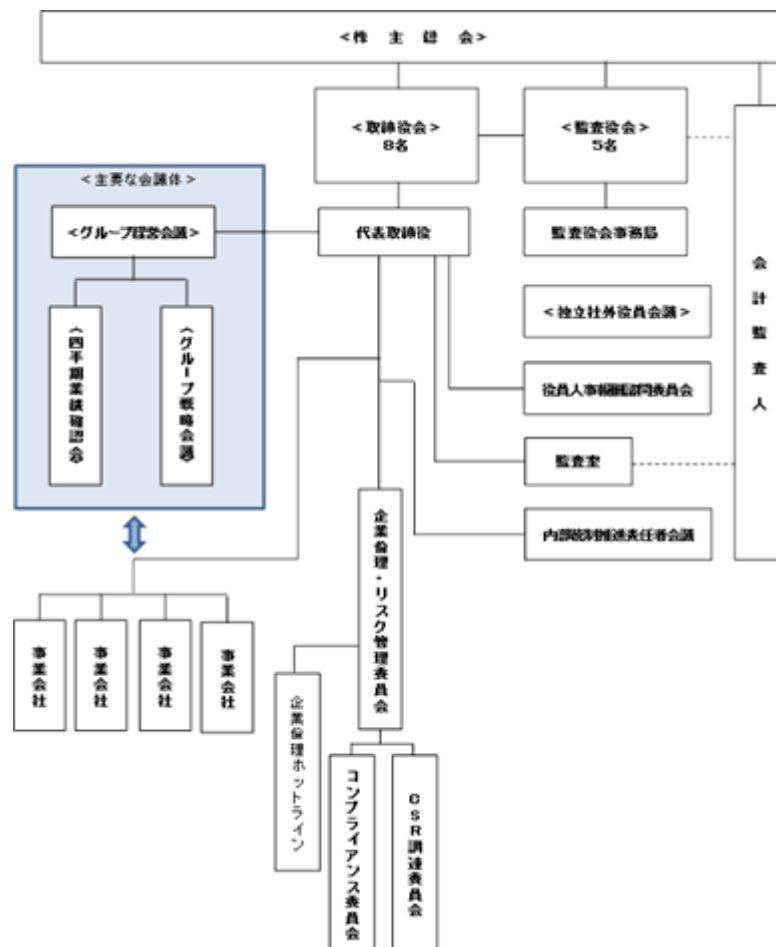 <株主総会>
<取締役会>
8名
<監査役会>
5名
<主要な会議体>
<グループ経営会議>
代表取締役
監査役会事務局
会計監査人
<独立社外役員会議>
《四半期業績確認会》
《グループ戦略会議》
役員人事報酬諮問委員会
監査室
企業倫理・リスク管理委員会
内部統制推進責任者会議
事業会社
事業会社
事業会社
事業会社
企業倫理ホットライン
コンプライアンス委員会
CSR調達委員会